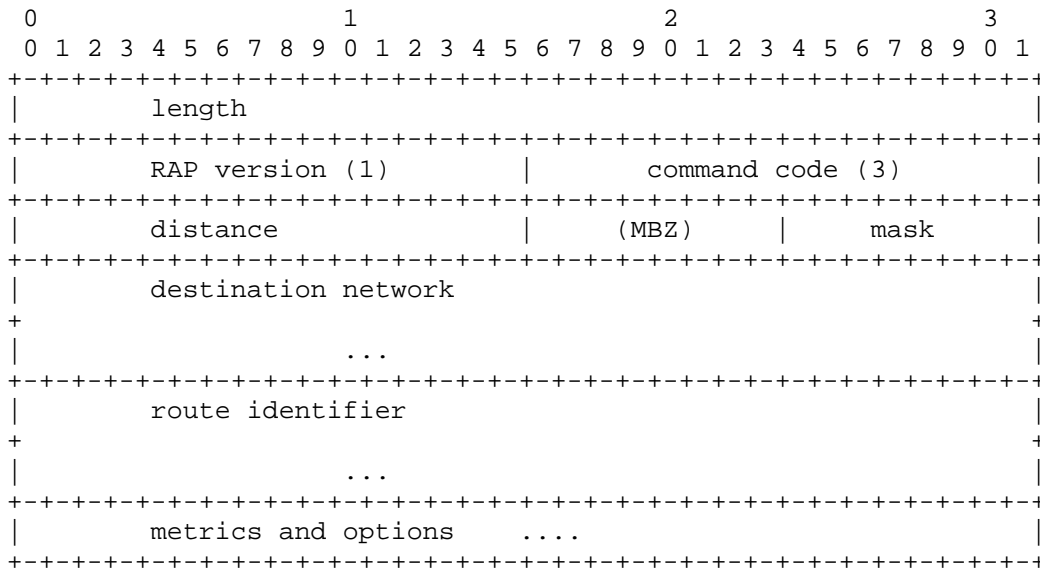 0                   1                   2                   3
 0 1 2 3 4 5 6 7 8 9 0 1 2 3 4 5 6 7 8 9 0 1 2 3 4 5 6 7 8 9 0 1
+-+-+-+-+-+-+-+-+-+-+-+-+-+-+-+-+-+-+-+-+-+-+-+-+-+-+-+-+-+-+-+-+
|        length                                                 |
+-+-+-+-+-+-+-+-+-+-+-+-+-+-+-+-+-+-+-+-+-+-+-+-+-+-+-+-+-+-+-+-+
|        RAP version (1)        |       command code (3)        |
+-+-+-+-+-+-+-+-+-+-+-+-+-+-+-+-+-+-+-+-+-+-+-+-+-+-+-+-+-+-+-+-+
|        distance               |     (MBZ)     |     mask      |
+-+-+-+-+-+-+-+-+-+-+-+-+-+-+-+-+-+-+-+-+-+-+-+-+-+-+-+-+-+-+-+-+
|        destination network                                    |
+                                                               +
|                    ...                                        |
+-+-+-+-+-+-+-+-+-+-+-+-+-+-+-+-+-+-+-+-+-+-+-+-+-+-+-+-+-+-+-+-+
|        route identifier                                       |
+                                                               +
|                    ...                                        |
+-+-+-+-+-+-+-+-+-+-+-+-+-+-+-+-+-+-+-+-+-+-+-+-+-+-+-+-+-+-+-+-+
|        metrics and options    ....                            |
+-+-+-+-+-+-+-+-+-+-+-+-+-+-+-+-+-+-+-+-+-+-+-+-+-+-+-+-+-+-+-+-+